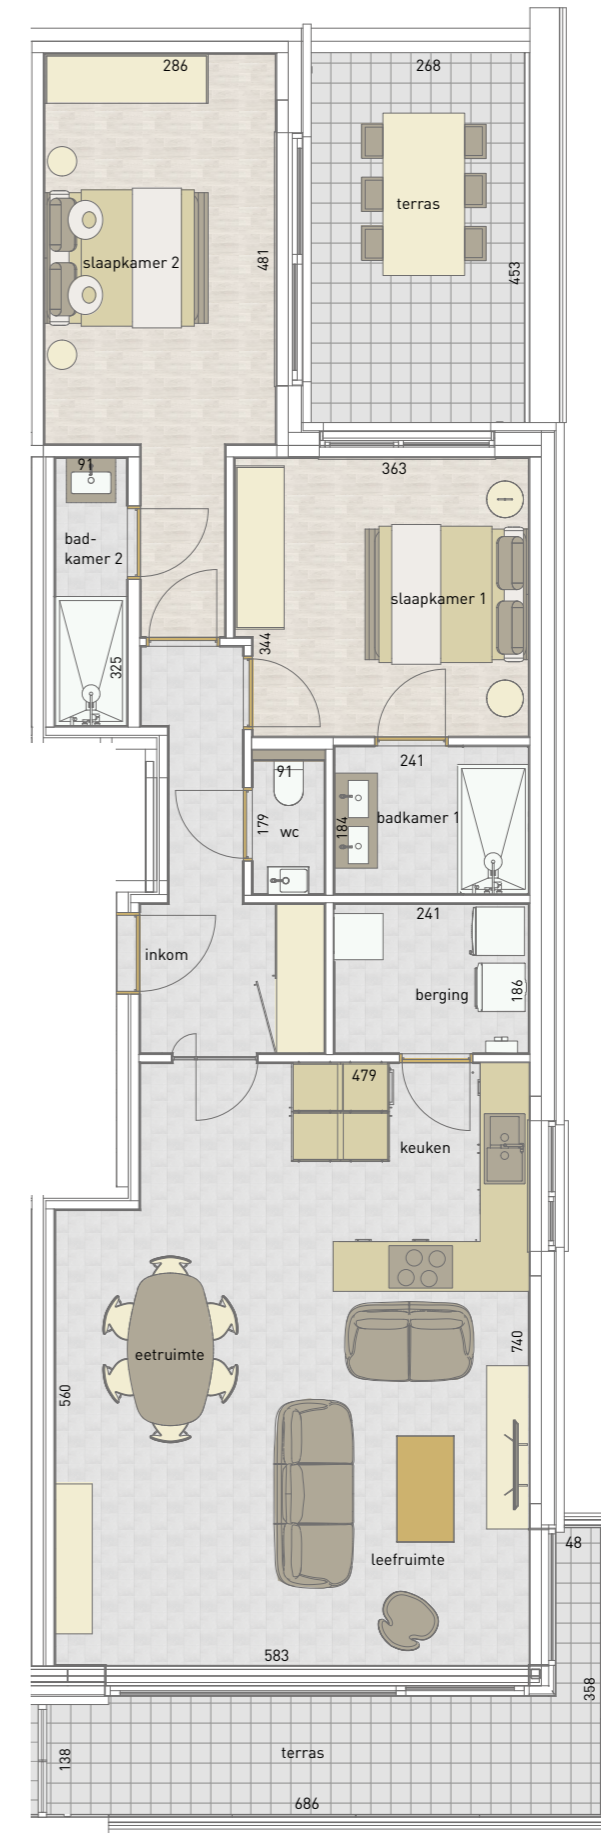 286
268
terras
slaapkamer 2
481
453
91
363
bad-
kamer 2
slaapkamer 1
344
325
241
91
179
184
badkamer 1
wc
241
inkom
berging
186
479
keuken
740
eetruimte
560
leefruimte
48
583
358
terras
138
686